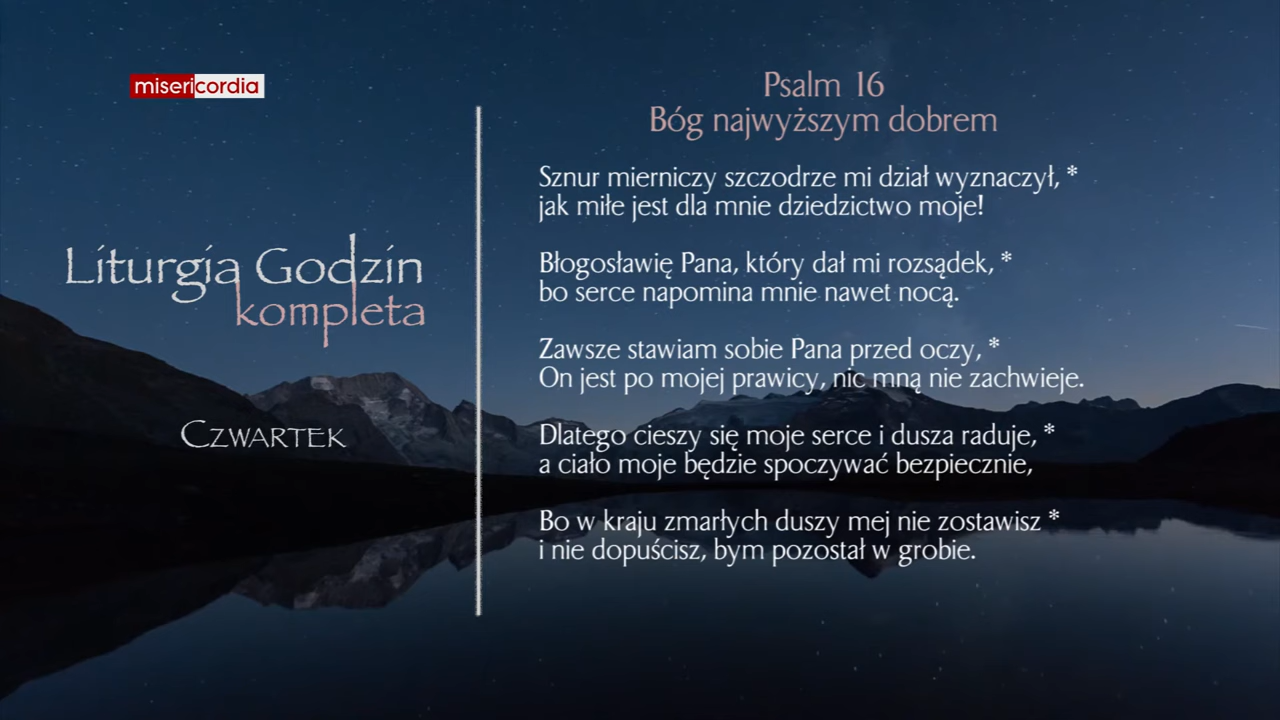 misericordia
Liturgia Godzin
kompleta
Czwartek
Psalm 16
Bóg najwyższym dobrem
Sznur mierniczy szczodrze mi dział wyznaczył, *
jak miłe jest dla mnie dziedzictwo moje!
Błogosławię Pana, który dał mi rozsądek, *
bo serce napomina mnie nawet nocą.
Zawsze stawiam sobie Pana przed oczy, *
On jest po mojej prawicy, nic mną nie zachwieje.
Dlatego cieszy się moje serce i dusza raduje, *
a ciało moje będzie spoczywać bezpiecznie,
Bo w kraju zmarłych duszy mej nie zostawisz *
i nie dopuścisz, bym pozostał w grobie.